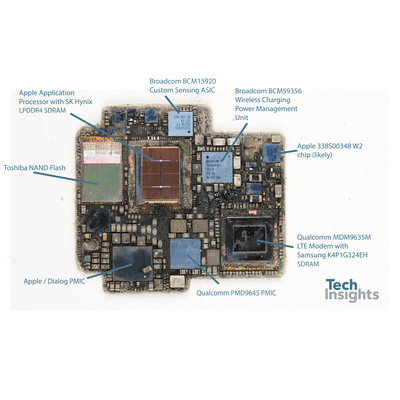 Broadcom BCM15920
Custom Sensing ASIC
Apple Application
Processor with SK Hynix
LPDDR4 SDRAM
Broadcom BCM59356
Wireless Charging
Power Management
Unit
Apple 338S00348 W2
chip (likely)
Toshiba NAND Flash
Qualcomm MDM9635M
LTE Modem with
Samsung K4P1G324EH
SDRAM
Apple / Dialog PMIC
Qualcomm PMD9645 PMIC
Tech
Insights